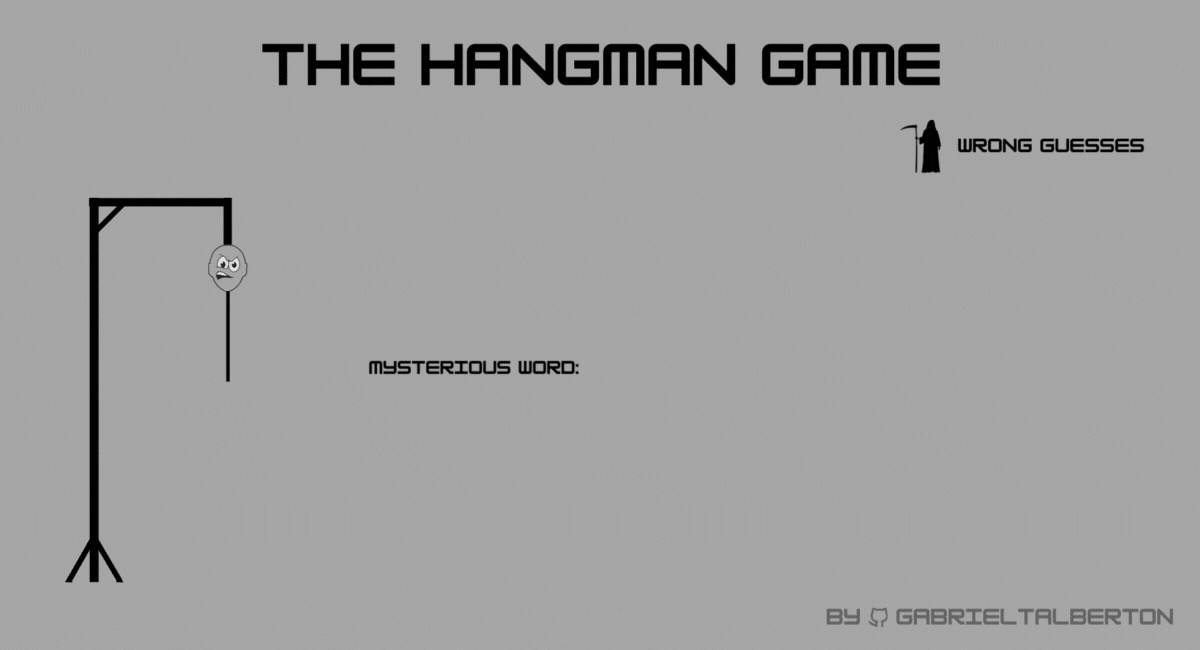 THE HANGMAN GAME
WRONG GUESSES
MYSTERIOUS WORD:
BY GABRIELTALBERTON